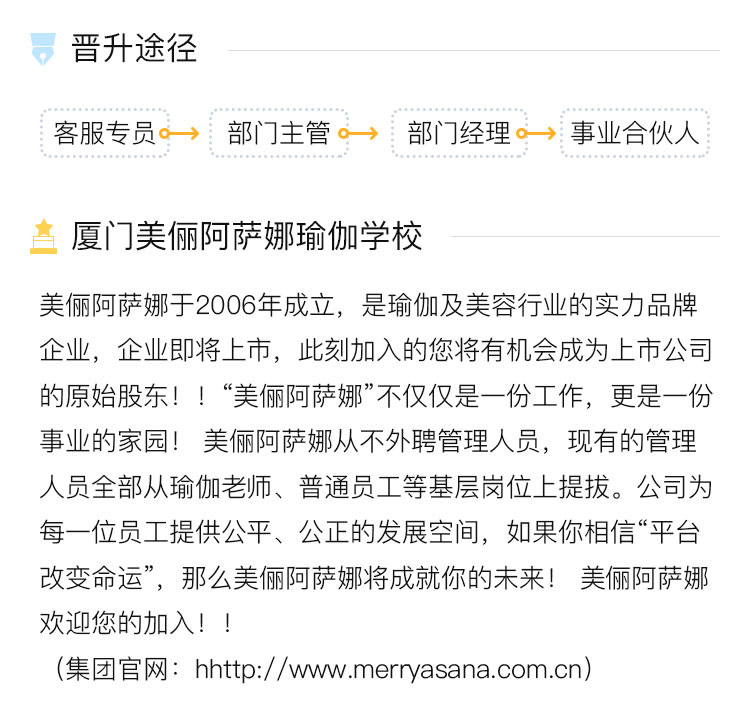 晋升途径
客服专员 部门主管 部门经理 事业合伙人
厦门美俪阿萨娜瑜伽学校
美俪阿萨娜于2006年成立，是瑜伽及美容行业的实力品牌
企业，企业即将上市，此刻加入的您将有机会成为上市公司
的原始股东！！“美俪阿萨娜”不仅仅是一份工作，更是一份
事业的家园！ 美俪阿萨娜从不外聘管理人员，现有的管理
人员全部从瑜伽老师、普通员工等基层岗位上提拔。公司为
每一位员工提供公平、公正的发展空间，如果你相信“平台
改变命运”，那么美俪阿萨娜将成就你的未来！ 美俪阿萨娜
欢迎您的加入！！
（集团官网：hhttp://www.merryasana.com.cn）